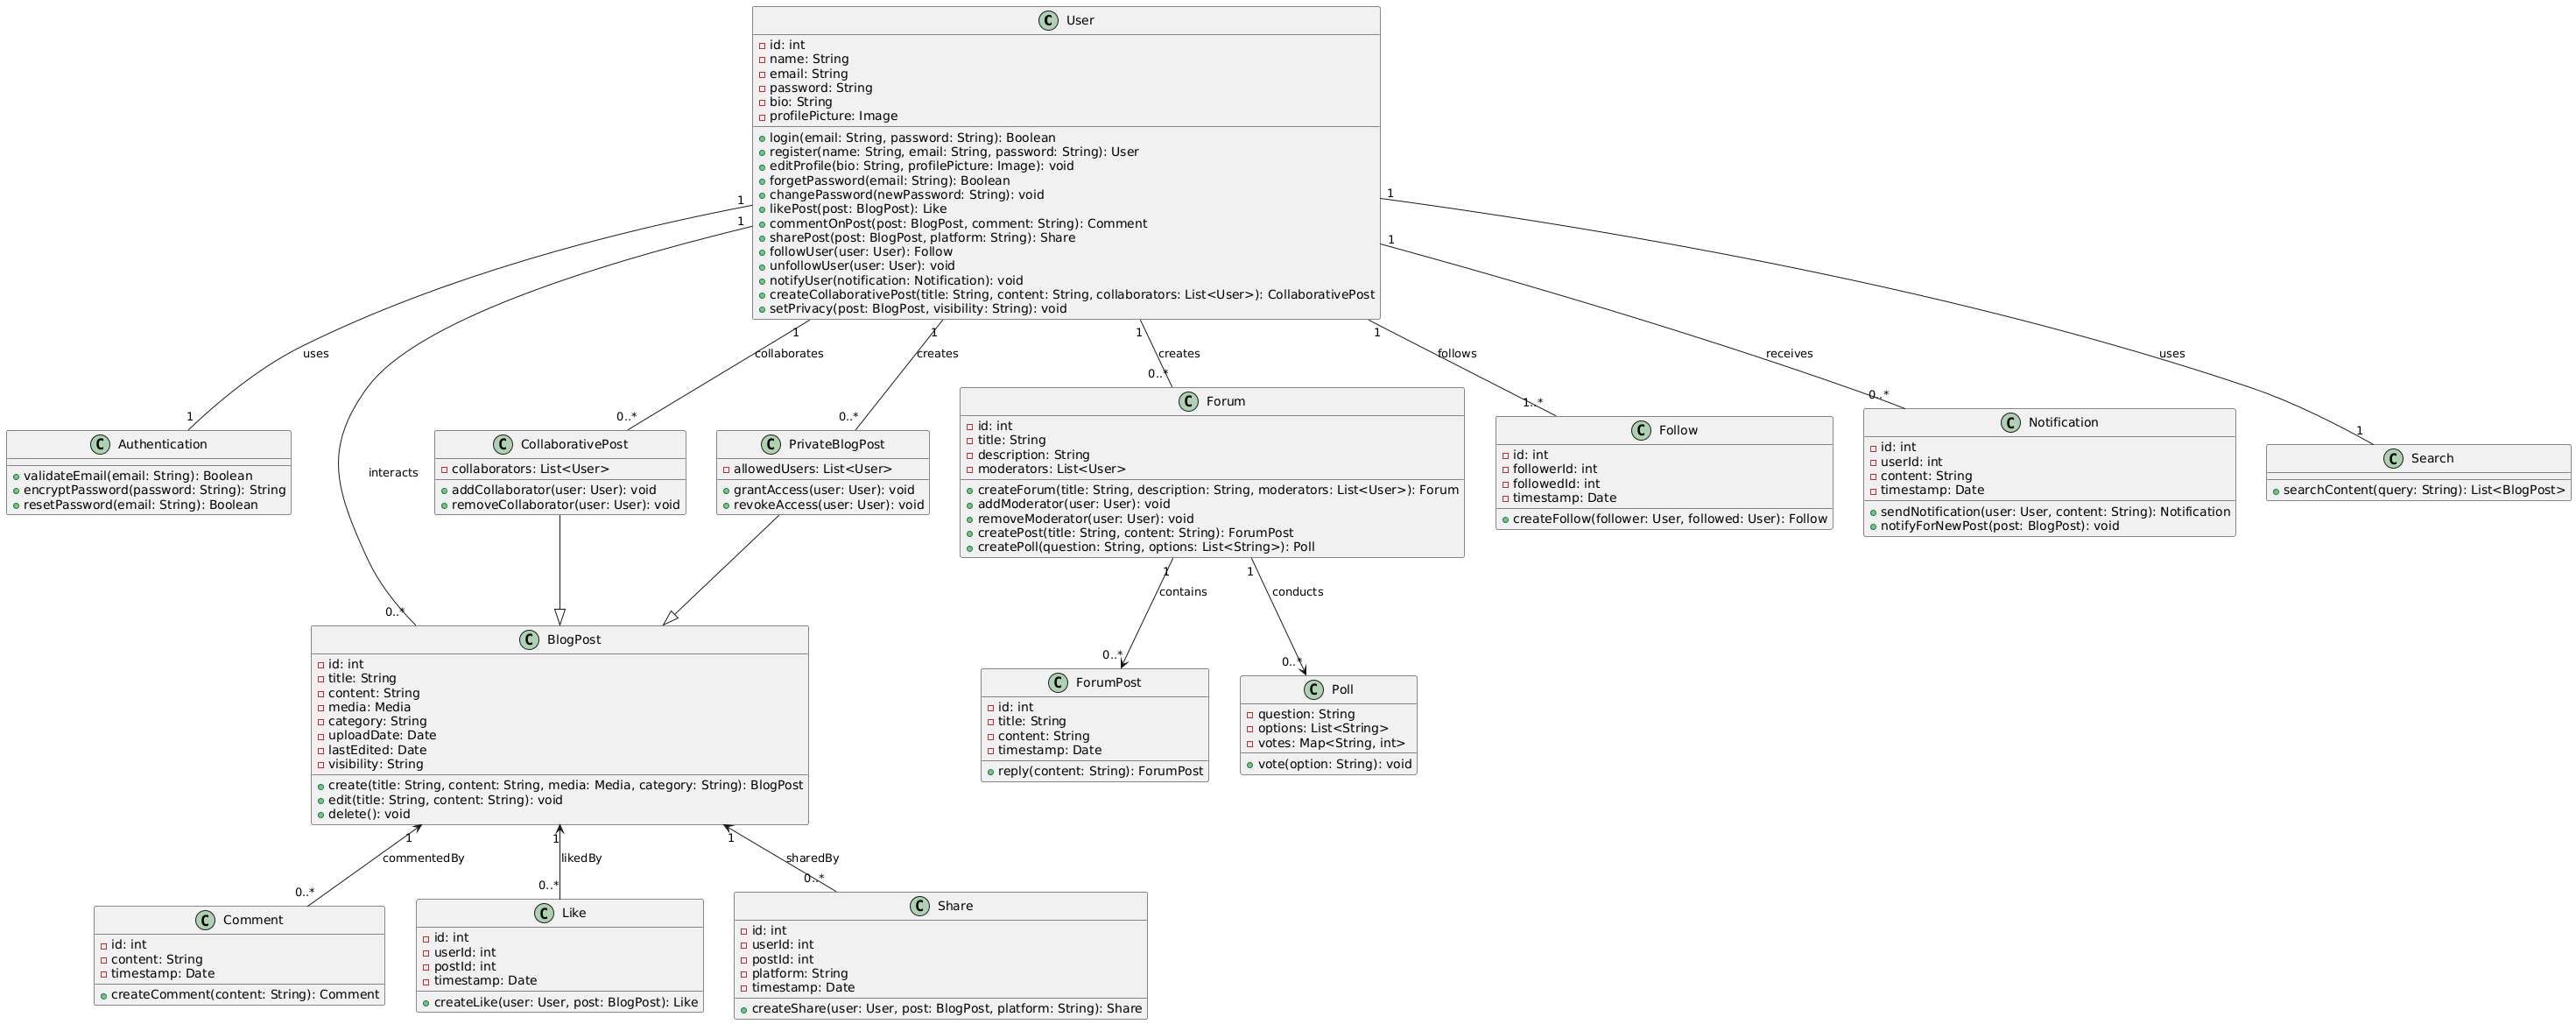 User
id: int
name: String
email: String
password: String
bio: String
profilePicture: Image
login(email: String, password: String): Boolean
register(name: String, email: String, password: String): User
editProfile(bio: String, profilePicture: Image): void
forgetPassword(email: String): Boolean
changePassword(newPassword: String): void
likePost(post: BlogPost): Like
commentOnPost(post: BlogPost, comment: String): Comment
sharePost(post: BlogPost, platform: String): Share
followUser(user: User): Follow
unfollowUser(user: User): void
notifyUser(notification: Notification): void
createCollaborativePost(title: String, content: String, collaborators: List<User>): CollaborativePost
setPrivacy(post: BlogPost, visibility: String): void
1
1
1
1
1
1
1
1
1
uses
collaborates
creates
creates
follows
receives
uses
interacts
1
0..*
0..*
0..*
1..*
0..*
1
0..*
Authentication
validateEmail(email: String): Boolean
encryptPassword(password: String): String
resetPassword(email: String): Boolean
CollaborativePost
collaborators: List<User>
addCollaborator(user: User): void
removeCollaborator(user: User): void
PrivateBlogPost
allowedUsers: List<User>
grantAccess(user: User): void
revokeAccess(user: User): void
Forum
id: int
title: String
description: String
moderators: List<User>
createForum(title: String, description: String, moderators: List<User>): Forum
addModerator(user: User): void
removeModerator(user: User): void
createPost(title: String, content: String): ForumPost
createPoll(question: String, options: List<String>): Poll
Follow
id: int
followerId: int
followedId: int
timestamp: Date
createFollow(follower: User, followed: User): Follow
Notification
id: int
userId: int
content: String
timestamp: Date
sendNotification(user: User, content: String): Notification
notifyForNewPost(post: BlogPost): void
Search
searchContent(query: String): List<BlogPost>
1
contains
0..*
1
conducts
0..*
BlogPost
id: int
title: String
content: String
media: Media
category: String
uploadDate: Date
lastEdited: Date
visibility: String
create(title: String, content: String, media: Media, category: String): BlogPost
edit(title: String, content: String): void
delete(): void
ForumPost
id: int
title: String
content: String
timestamp: Date
reply(content: String): ForumPost
Poll
question: String
options: List<String>
votes: Map<String, int>
vote(option: String): void
1
commentedBy
0..*
1
likedBy
0..*
1
sharedBy
0..*
Comment
id: int
content: String
timestamp: Date
createComment(content: String): Comment
Like
id: int
userId: int
postId: int
timestamp: Date
createLike(user: User, post: BlogPost): Like
Share
id: int
userId: int
postId: int
platform: String
timestamp: Date
createShare(user: User, post: BlogPost, platform: String): Share